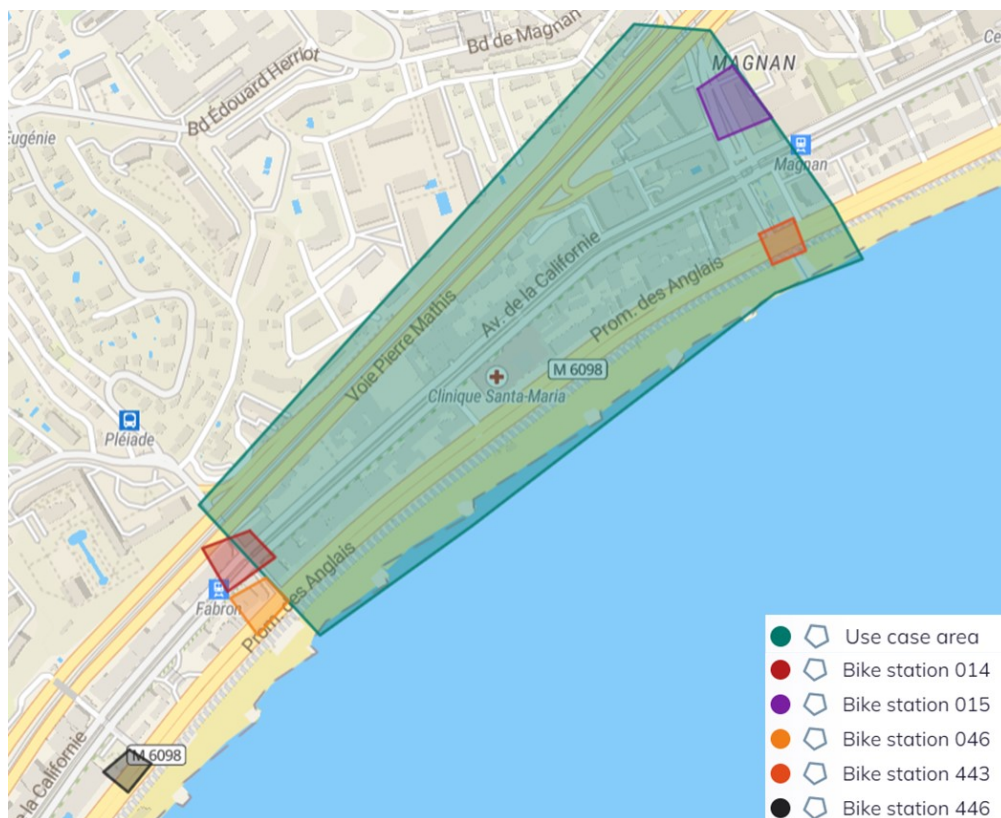 Bd de Magnan
Ce
MAGNAN
Bd Édouard Herriot
Eugénie
Magnan
Av. de la Californie
Prom. des Anglais
Voie Pierre Mathis
M 6098
Clinique Santa-Maria
Pléiade
Prom. des Anglais
Fabron
M 6098
e la Californie
Use case area
Bike station 014
Bike station 015
Bike station 046
Bike station 443
Bike station 446